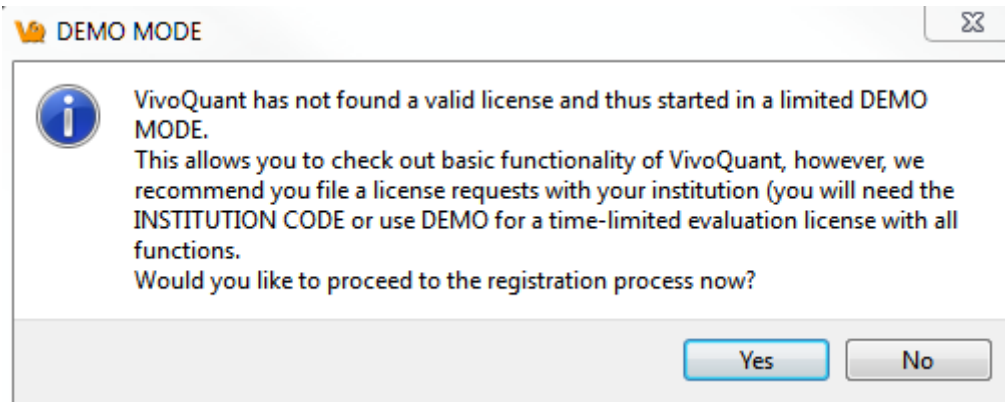 DEMO MODE
VivoQuant has not found a valid license and thus started in a limited DEMO
MODE.
This allows you to check out basic functionality of VivoQuant, however, we
recommend you file a license requests with your institution (you will need the
INSTITUTION CODE or use DEMO for a time-limited evaluation license with all
functions.
Would you like to proceed to the registration process now?
Yes No